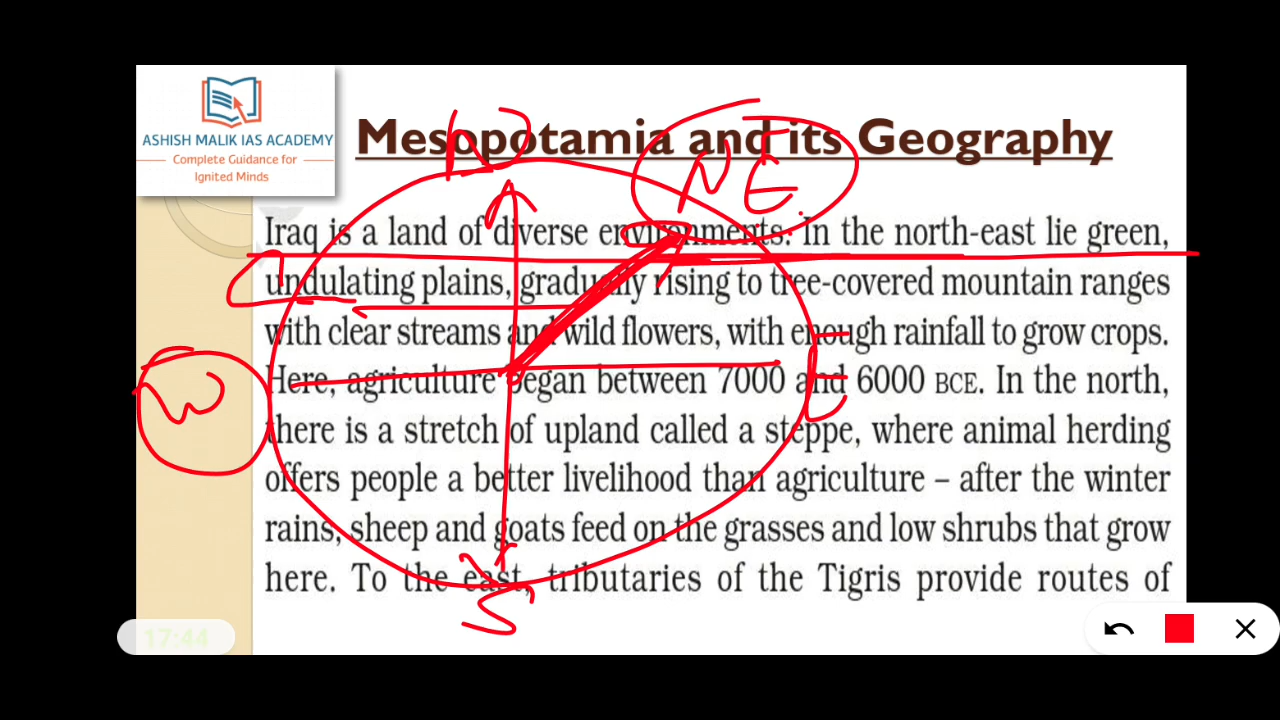 ASHISH MALIK IAS ACADEMY
Complete Guidance for
Ignited Minds
Mesopotamia and its Geography
N
NE
Iraq is a land of diverse environments. In the north-east lie green,
undulating plains, gradually rising to tree-covered mountain ranges
with clear streams and wild flowers, with enough rainfall to grow crops.
W
E
Here, agriculture began between 7000 and 6000 BCE. In the north,
there is a stretch of upland called a steppe, where animal herding
offers people a better livelihood than agriculture – after the winter
rains, sheep and goats feed on the grasses and low shrubs that grow
here. To the east, tributaries of the Tigris provide routes of
S
17:44